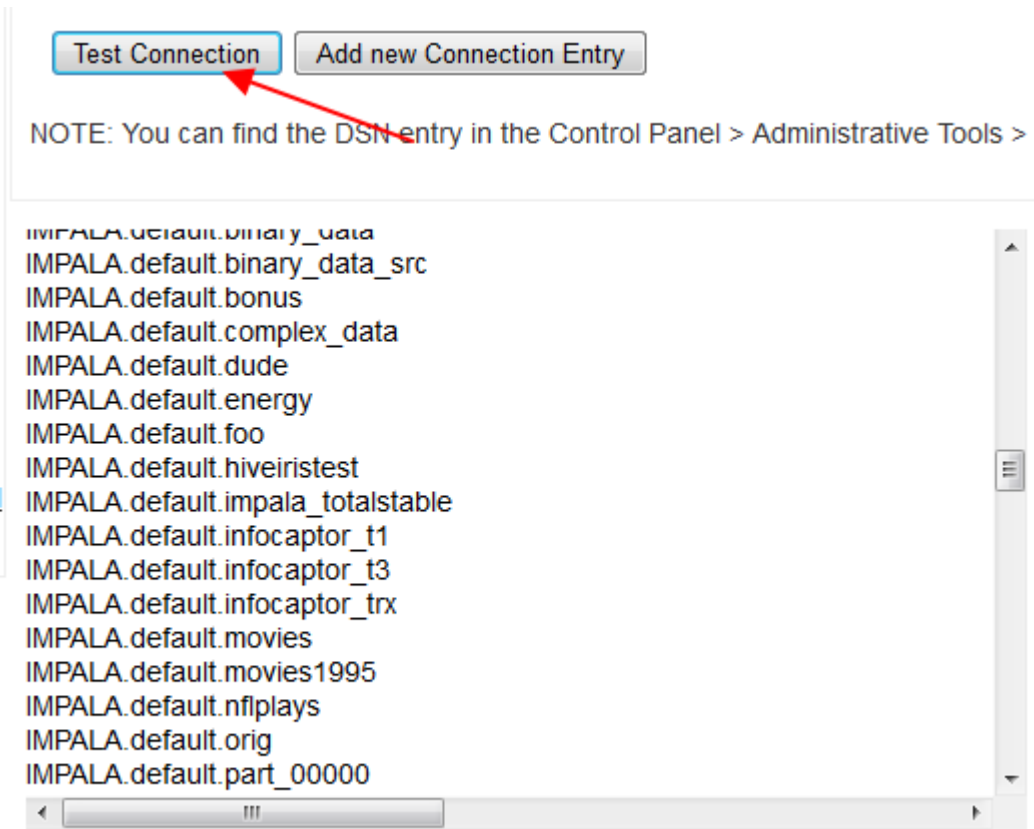 Test Connection Add new Connection Entry
NOTE: You can find the DSN entry in the Control Panel > Administrative Tools >
IMPALA.default.binary_data
IMPALA.default.binary_data_src
IMPALA.default.bonus
IMPALA.default.complex_data
IMPALA.default.dude
IMPALA.default.energy
IMPALA.default.foo
IMPALA.default.hiveiristest
IMPALA.default.impala_totalstable
IMPALA.default.infocaptor_t1
IMPALA.default.infocaptor_t3
IMPALA.default.infocaptor_trx
IMPALA.default.movies
IMPALA.default.movies1995
IMPALA.default.nflplays
IMPALA.default.orig
IMPALA.default.part_00000